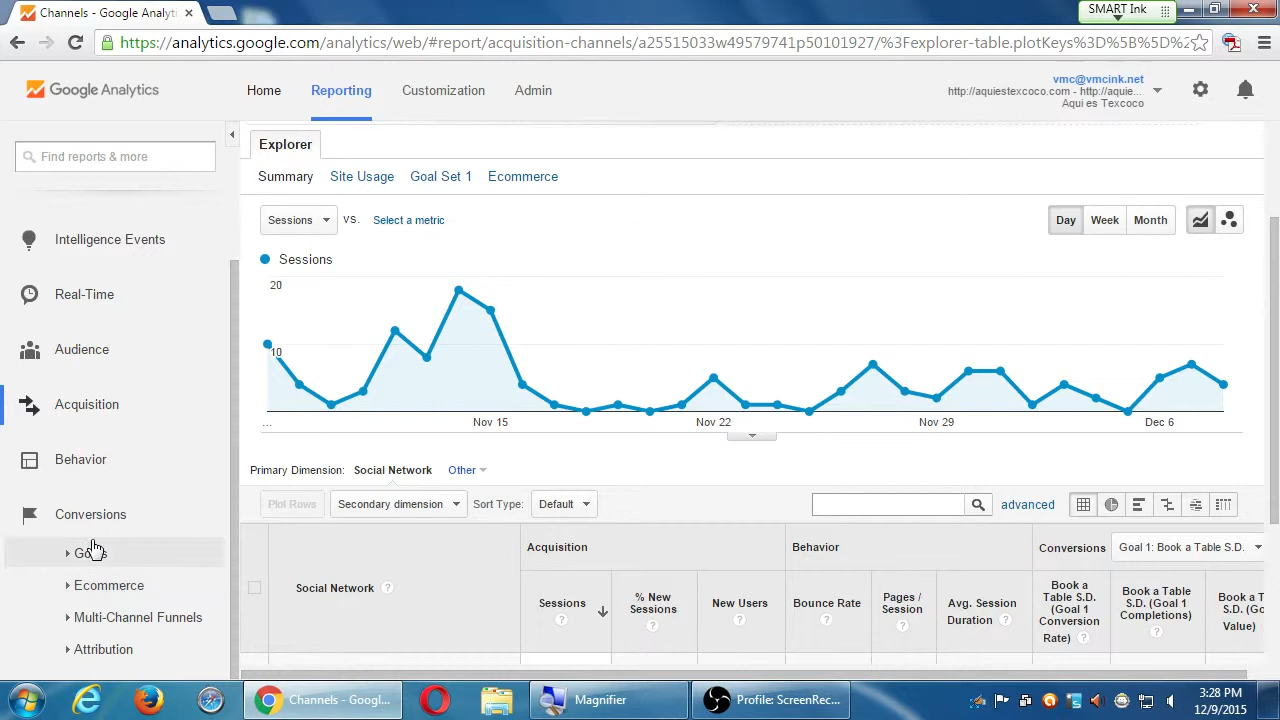 Channels - Google Analyti
SMART Ink
https://analytics.google.com/analytics/web/#report/acquisition-channels/a25515033w49579741p50101927/%3Fexplorer-table.plotKeys%3D%5B%5D%2
Google Analytics
Home
Reporting
Customization
Admin
vmc@vmcink.net
http://aquiestexcoco.com - http://aquie...
Aqui es Texcoco
Find reports & more
Intelligence Events
Real-Time
Audience
Acquisition
Behavior
Conversions
Goals
Ecommerce
Multi-Channel Funnels
Attribution
Explorer
Summary
Site Usage
Goal Set 1
Ecommerce
Sessions
VS.
Select a metric
Day
Week
Month
Sessions
20
10
...
Nov 15
Nov 22
Nov 29
Dec 6
Primary Dimension:
Social Network
Other
Plot Rows
Secondary dimension
Sort Type:
Default
advanced
Social Network ?
Acquisition
Behavior
Conversions
Goal 1: Book a Table S.D.
Sessions
?
% New
Sessions
?
New Users
?
Bounce Rate
?
Pages /
Session
?
Avg. Session
Duration ?
Book a
Table S.D.
(Goal 1
Conversion
Rate) ?
Book a Table
S.D. (Goal 1
Completions)
?
Book a T
S.D. (Go
Value)
Channels - Googl...
Magnifier
Profile: ScreenRec...
3:28 PM
12/9/2015